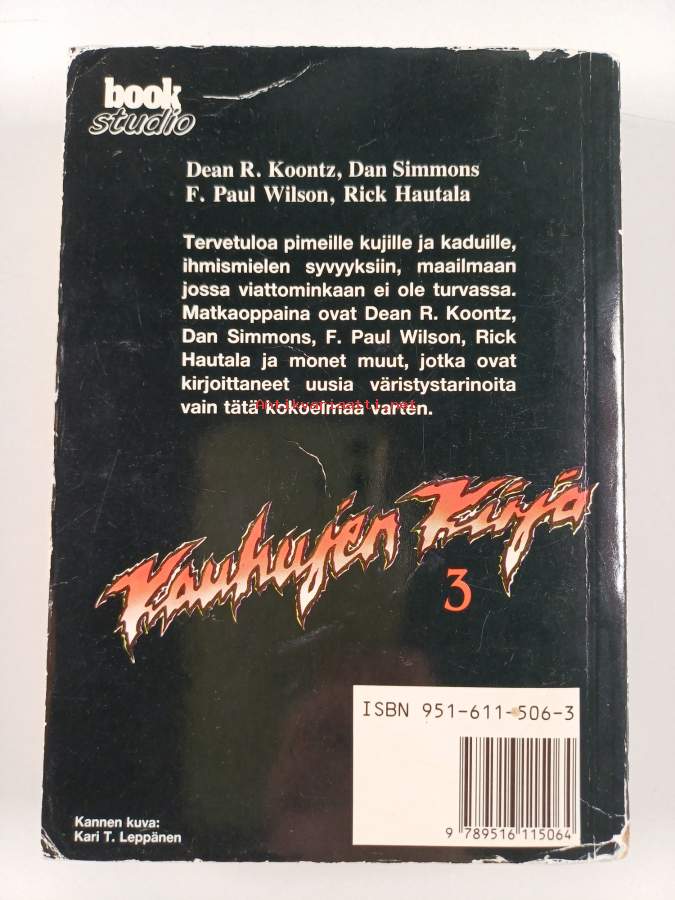 book
studio
Dean R. Koontz, Dan Simmons
F. Paul Wilson, Rick Hautala
Tervetuloa pimeille kujille ja kaduille,
ihmismielen syvyyksiin, maailmaan
jossa viattominkaan ei ole turvassa.
Matkaoppaina ovat Dean R. Koontz,
Dan Simmons, F. Paul Wilson, Rick
Hautala ja monet muut, jotka ovat
kirjoittaneet uusia väristystarinoita
vain tätä kokoelmaa varten.
Antikvariaatti.net
Kauhujen Kirja
3
ISBN 951-611-506-3
9 789516 115064
Kannen kuva:
Kari T. Leppänen